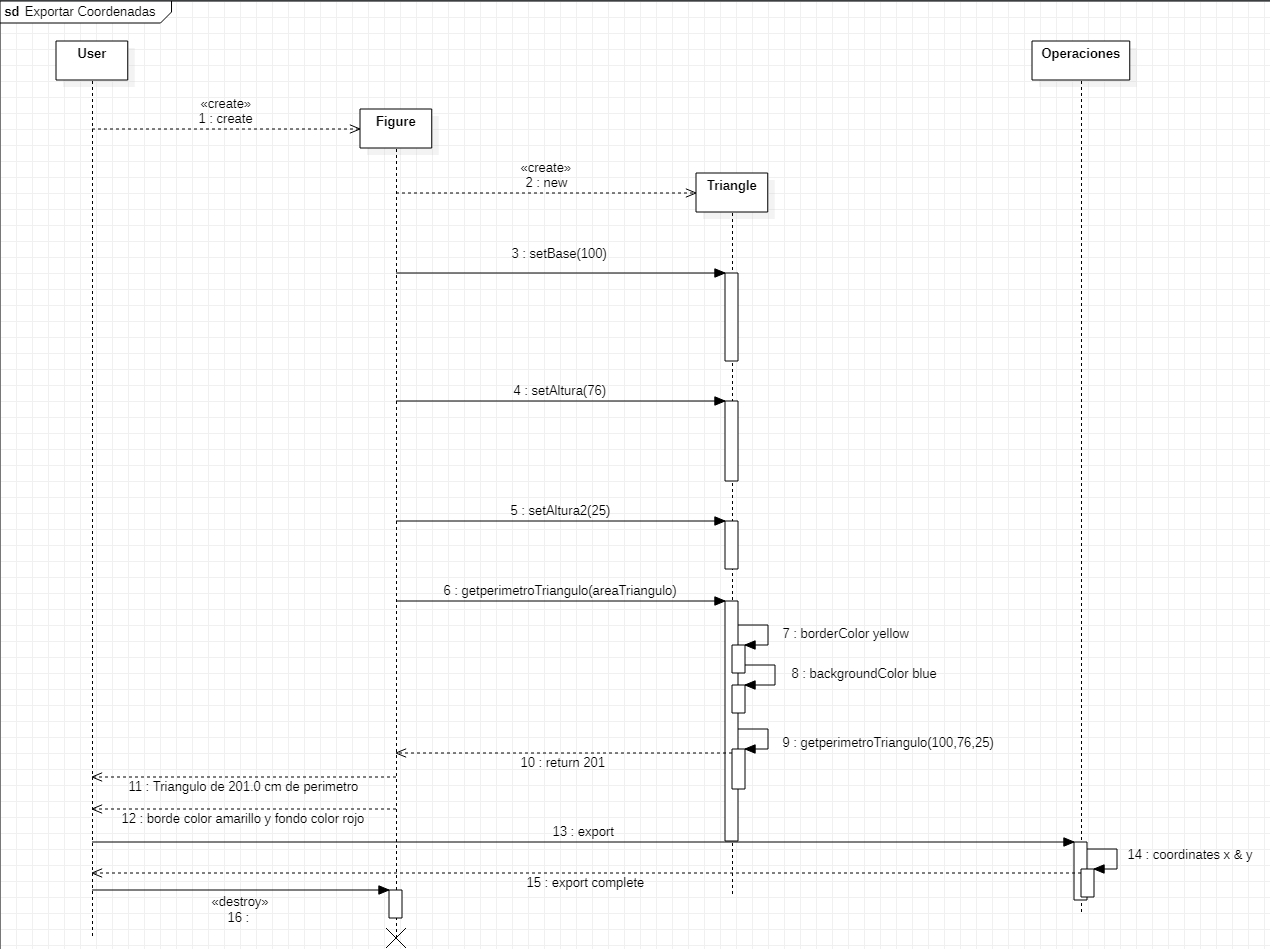 sd Exportar Coordenadas
User
Operaciones
«create»
1 : create
Figure
«create»
2 : new
Triangle
3 : setBase(100)
4 : setAltura(76)
5 : setAltura2(25)
6 : getperimetroTriangulo(areaTriangulo)
7 : borderColor yellow
8 : backgroundColor blue
9 : getperimetroTriangulo(100,76,25)
10 : return 201
11 : Triangulo de 201.0 cm de perimetro
12 : borde color amarillo y fondo color rojo
13 : export
14 : coordinates x & y
15 : export complete
«destroy»
16 :